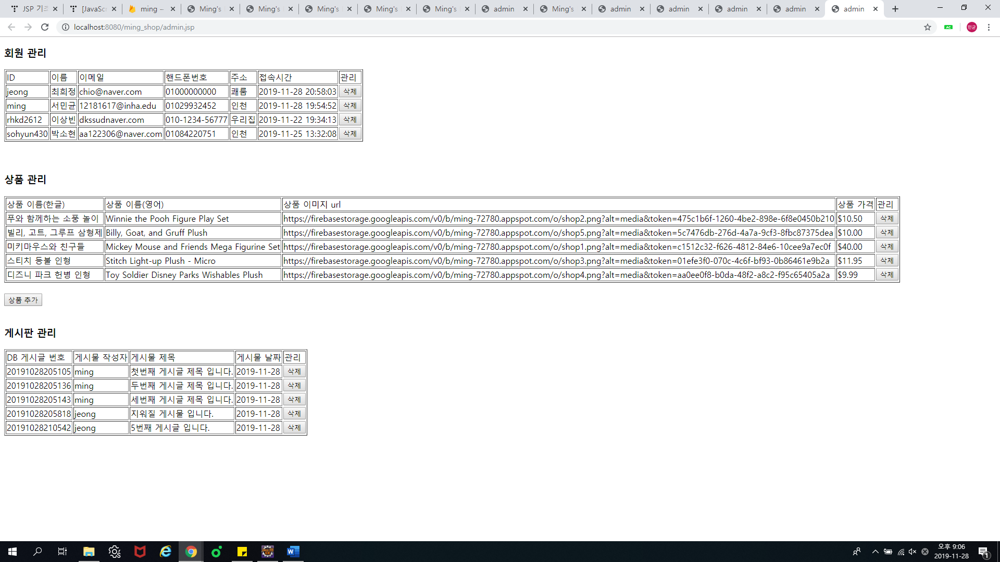 JSP 기초 [JavaScr ming – Ming's Ming's Ming's Ming's Ming's admin Ming's admin admin admin admin admin
localhost:8080/ming_shop/admin.jsp AC 민균
회원 관리
ID 이름 이메일 핸드폰번호 주소 접속시간 관리
jeong 최희정 chio@naver.com 01000000000 쾌룸 2019-11-28 20:58:03 삭제
ming 서민균 12181617@inha.edu 01029932452 인천 2019-11-28 19:54:52 삭제
rhkd2612 이상빈 dkssudnaver.com 010-1234-56777 우리집 2019-11-22 19:34:13 삭제
sohyun430 박소현 aa122306@naver.com 01084220751 인천 2019-11-25 13:32:08 삭제
상품 관리
상품 이름(한글) 상품 이름(영어) 상품 이미지 url 상품 가격 관리
푸와 함께하는 소풍 놀이 Winnie the Pooh Figure Play Set https://firebasestorage.googleapis.com/v0/b/ming-72780.appspot.com/o/shop2.png?alt=media&token=475c1b6f-1260-4be2-898e-6f8e0450b210 $10.50 삭제
빌리, 고트, 그루프 삼형제 Billy, Goat, and Gruff Plush https://firebasestorage.googleapis.com/v0/b/ming-72780.appspot.com/o/shop5.png?alt=media&token=5c7476db-276d-4a7a-9cf3-8fbc87375dea $10.00 삭제
미키마우스와 친구들 Mickey Mouse and Friends Mega Figurine Set https://firebasestorage.googleapis.com/v0/b/ming-72780.appspot.com/o/shop1.png?alt=media&token=c1512c32-f626-4812-84e6-10cee9a7ec0f $40.00 삭제
스티치 등불 인형 Stitch Light-up Plush - Micro https://firebasestorage.googleapis.com/v0/b/ming-72780.appspot.com/o/shop3.png?alt=media&token=01efe3f0-070c-4c6f-bf93-0b86461e9b2a $11.95 삭제
디즈니 파크 헌병 인형 Toy Soldier Disney Parks Wishables Plush https://firebasestorage.googleapis.com/v0/b/ming-72780.appspot.com/o/shop4.png?alt=media&token=aa0ee0f8-b0da-48f2-a8c2-f95c65405a2a $9.99 삭제
상품 추가
게시판 관리
DB 게시글 번호 게시물 작성자 게시물 제목 게시물 날짜 관리
20191028205105 ming 첫번째 게시글 제목 입니다. 2019-11-28 삭제
20191028205136 ming 두번째 게시글 제목 입니다. 2019-11-28 삭제
20191028205143 ming 세번째 게시글 제목 입니다. 2019-11-28 삭제
20191028205818 jeong 지워질 게시물 입니다. 2019-11-28 삭제
20191028210542 jeong 5번째 게시글 입니다. 2019-11-28 삭제
오후 9:06
2019-11-28
1